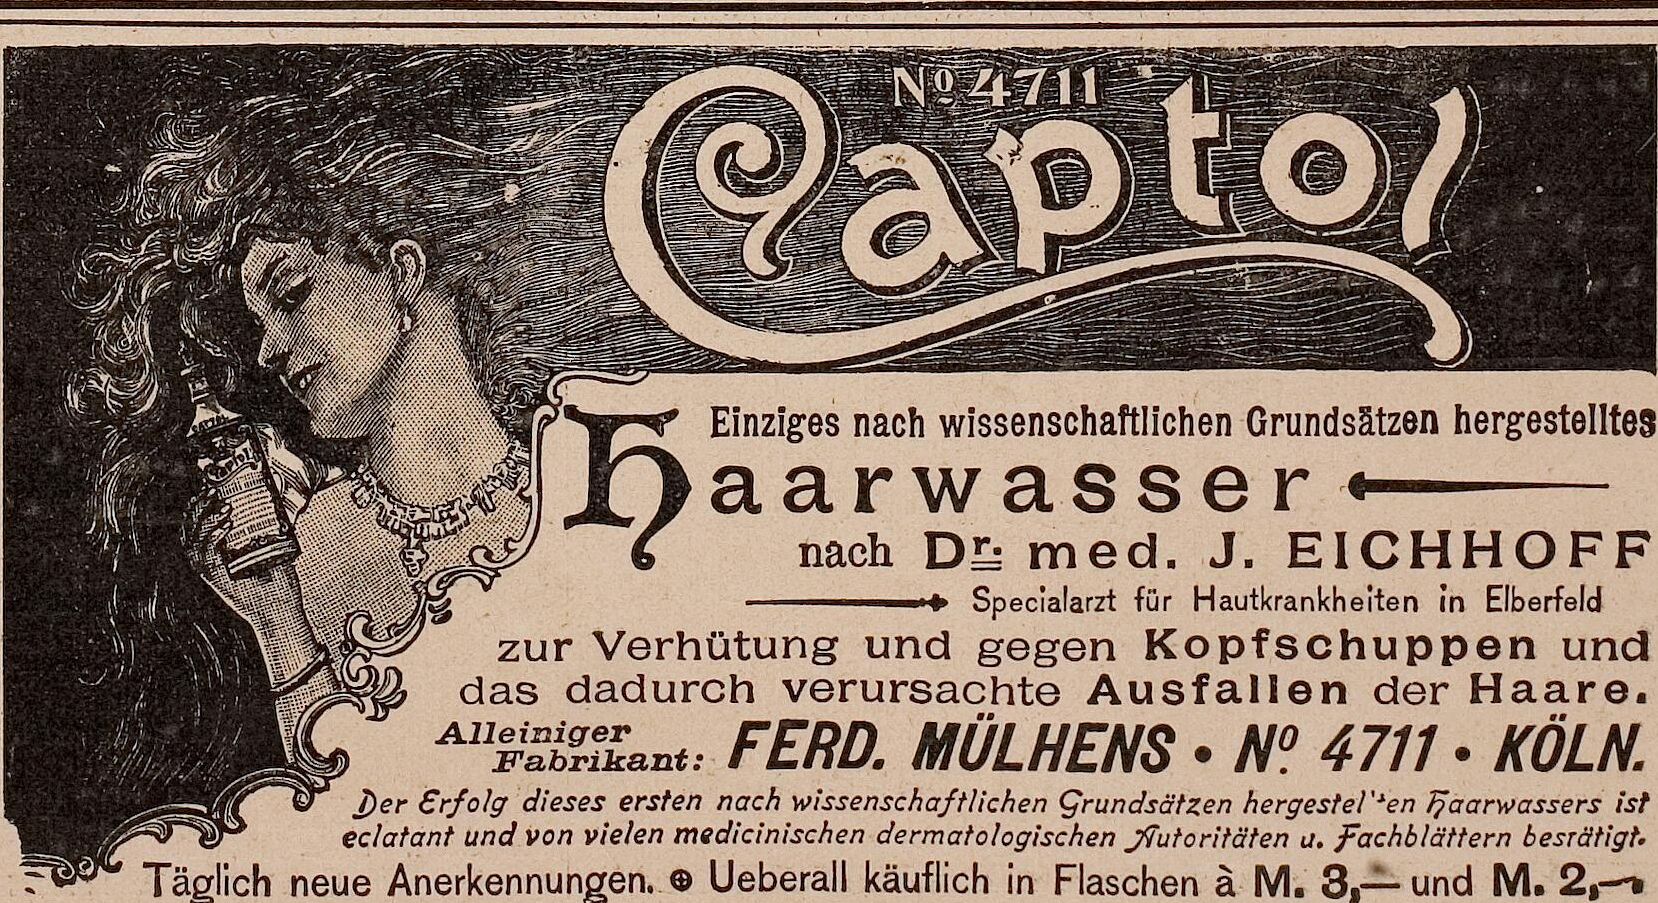 No 4711
Captol
Einziges nach wissenschaftlichen Grundsätzen hergestelltes
Haarwasser
nach Dr. med. J. EICHHOFF
Specialarzt für Hautkrankheiten in Elberfeld
zur Verhütung und gegen Kopfschuppen und
das dadurch verursachte Ausfallen der Haare.
Alleiniger
Fabrikant: FERD. MÜLHENS • No. 4711 • KÖLN.
Der Erfolg dieses ersten nach wissenschaftlichen Grundsätzen hergestellten Haarwassers ist
eclatant und von vielen medicinischen dermatologischen Autoritäten u. Fachblättern bestätigt.
Täglich neue Anerkennungen. ⊕ Ueberall käuflich in Flaschen à M. 3,— und M. 2,—
Captol